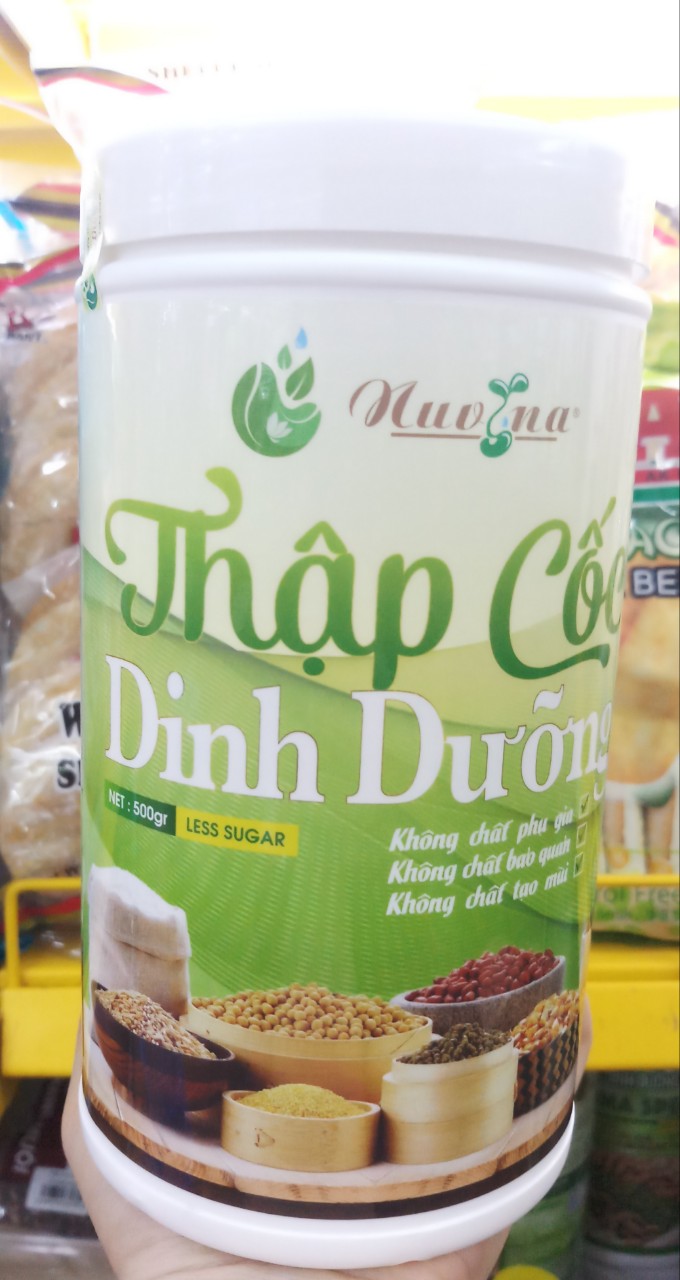 Nuvina®
Thập Cốc
Dinh Dưỡng
NET : 500gr LESS SUGAR
Không chất phụ gia
Không chất bảo quản
Không chất tạo mùi
BE